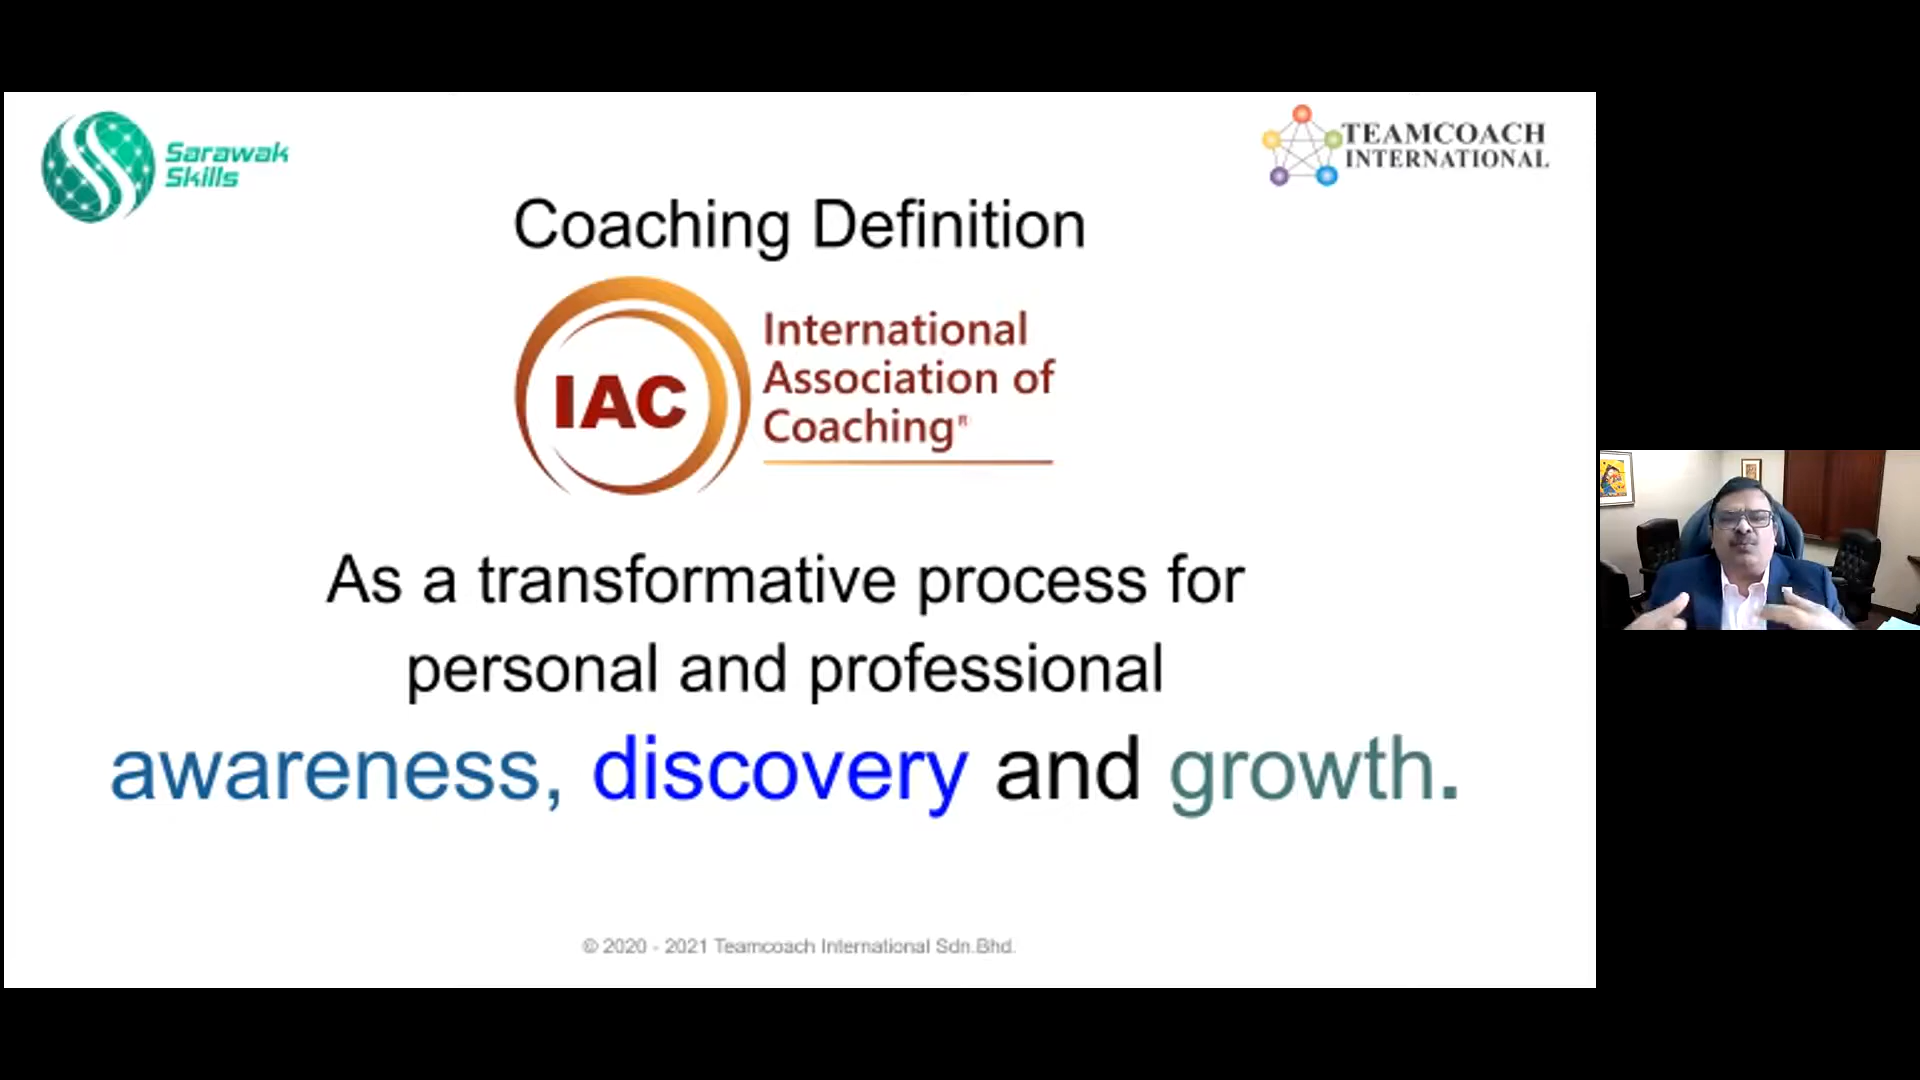 Sarawak
Skills
TEAMCOACH
INTERNATIONAL
Coaching Definition
IAC
International
Association of
Coaching®
As a transformative process for
personal and professional
awareness, discovery and growth.
© 2020 - 2021 Teamcoach International Sdn.Bhd.